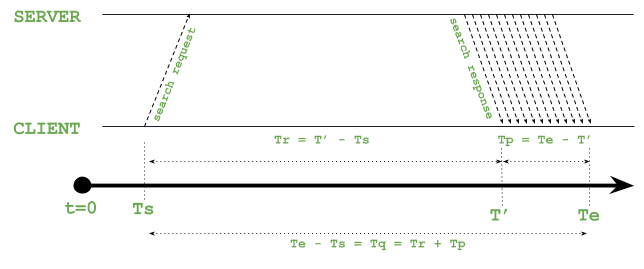 SERVER
search request
search response
CLIENT
Tr = T’ - Ts
Tp = Te - T’
t=0
Ts
T’
Te
Te - Ts = Tq = Tr + Tp